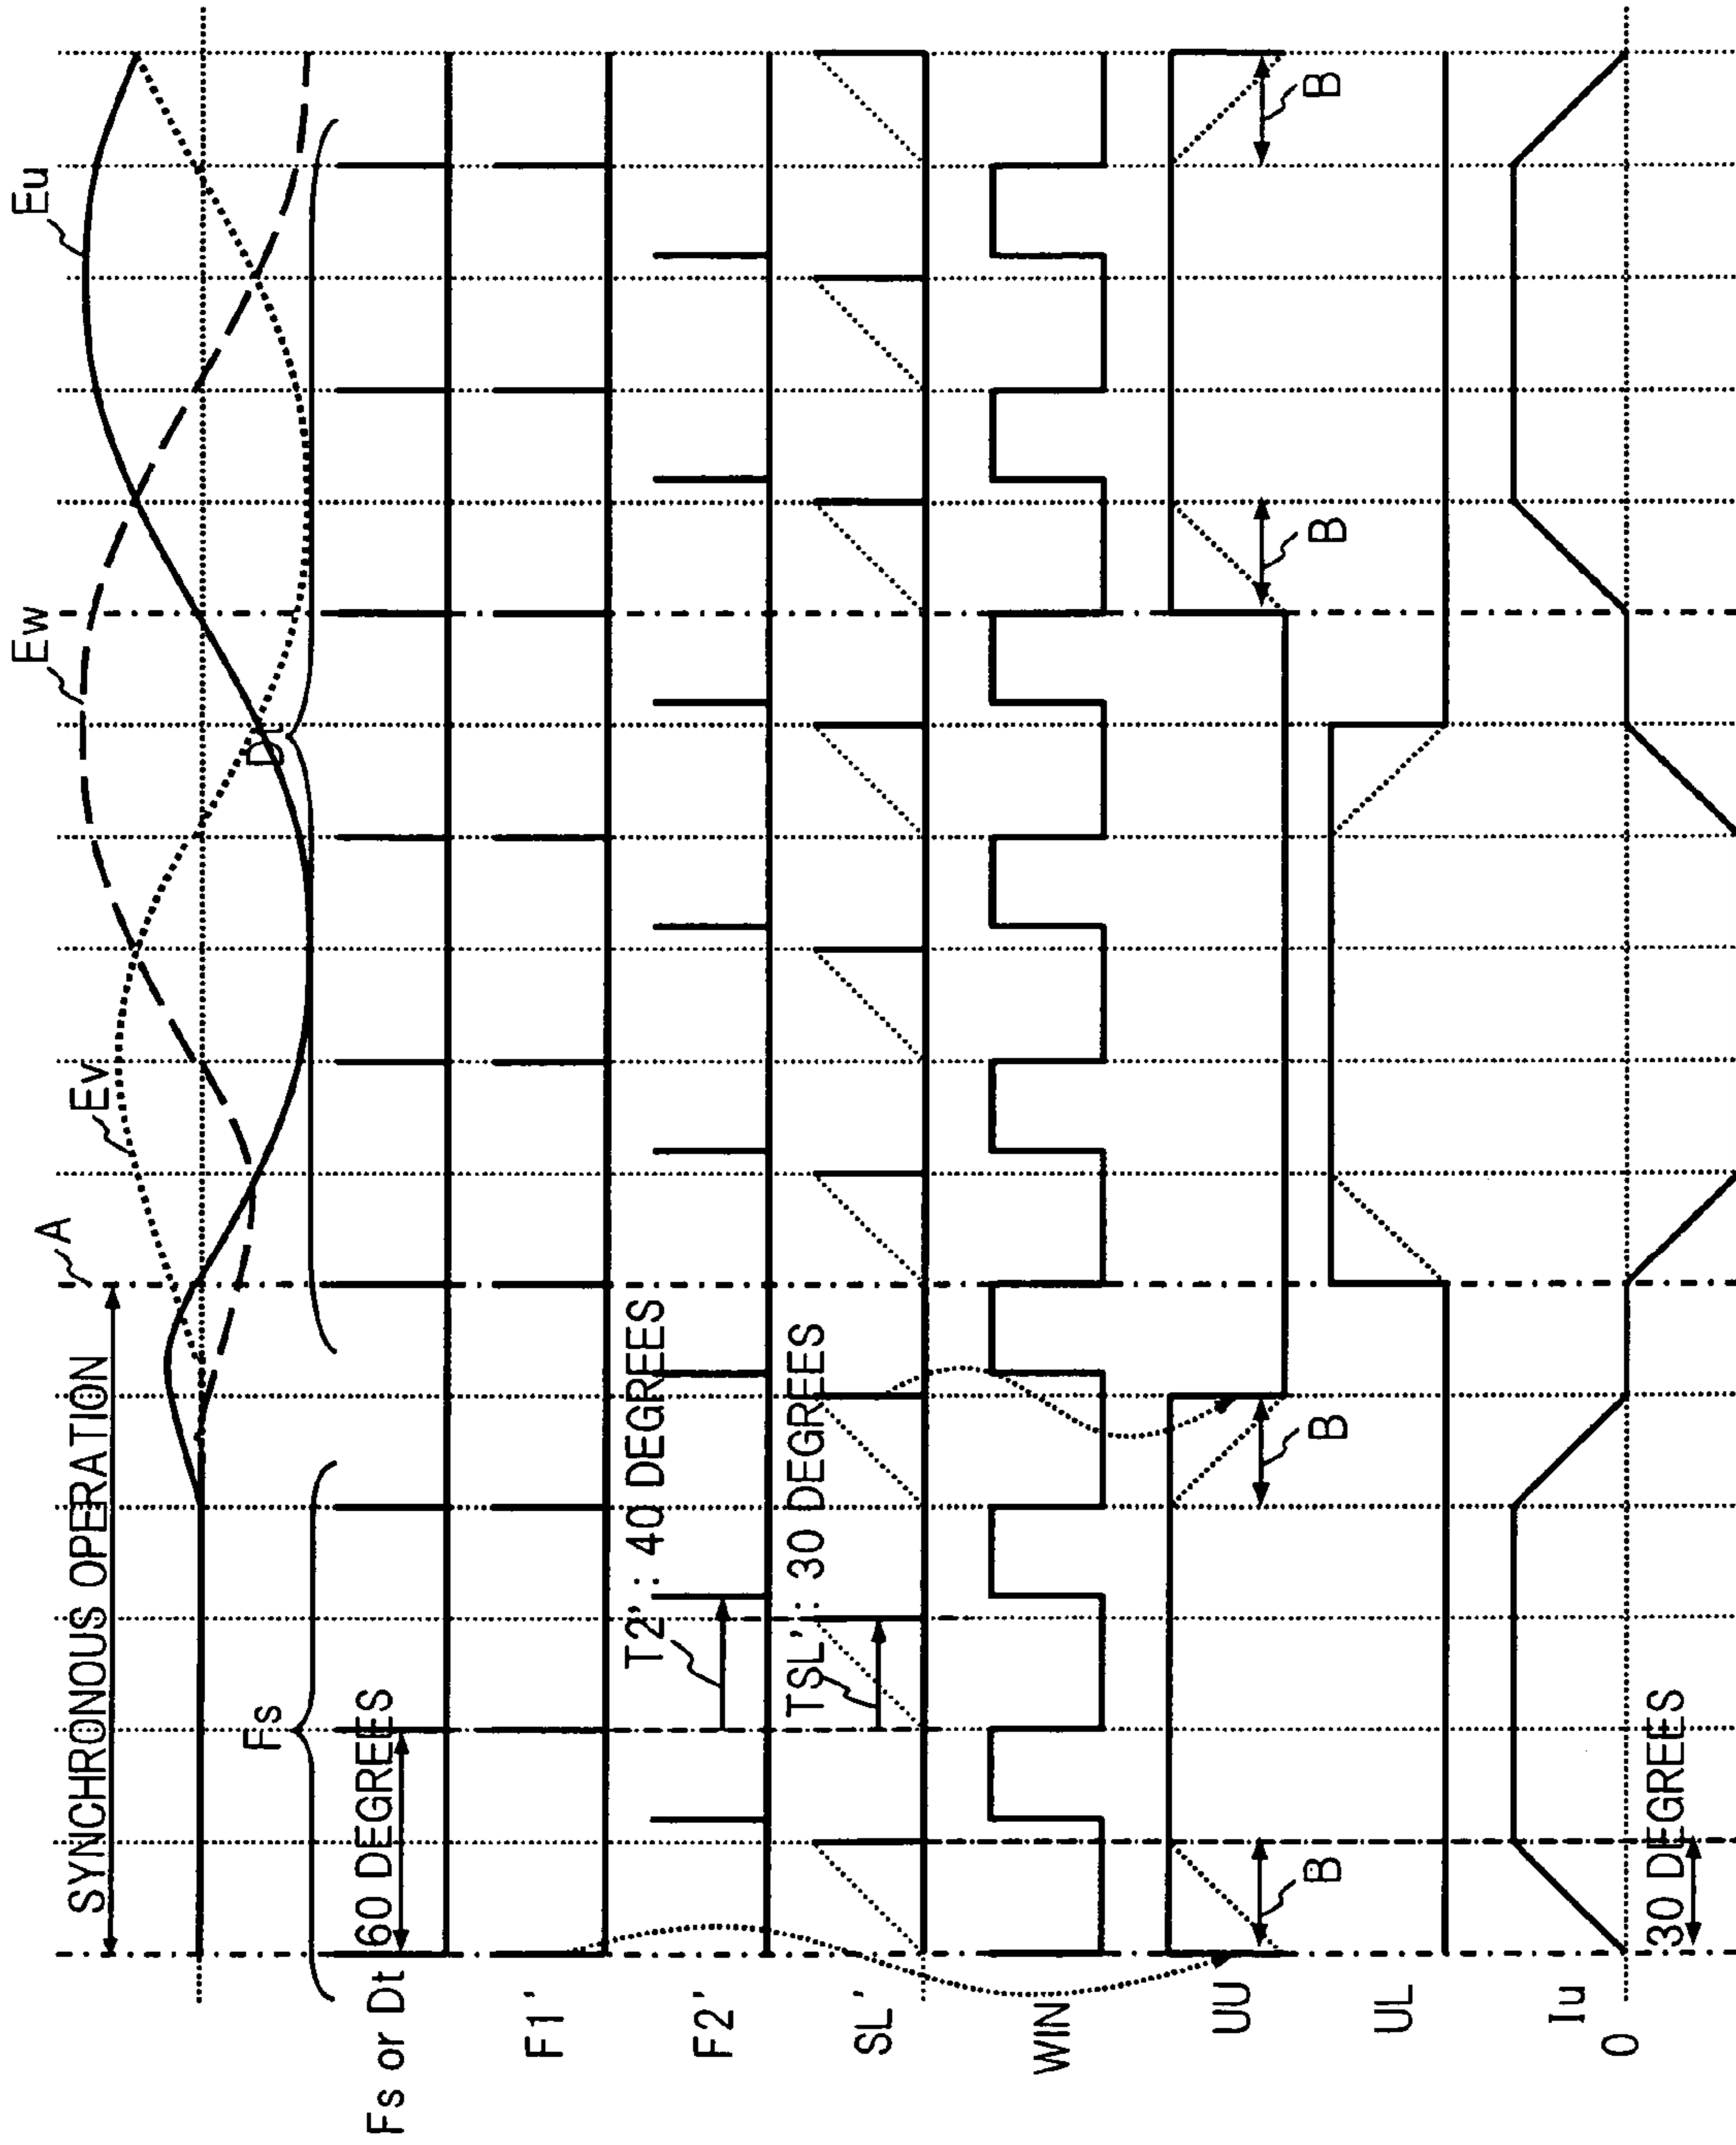 SYNCHRONOUS OPERATION
A
Ev
Ew
Eu
Fs
Dt
Fs or Dt
60 DEGREES
F1'
F2'
T2': 40 DEGREES
SL'
TSL': 30 DEGREES
WIN
UU
B
B
B
B
UL
Iu
0
30 DEGREES